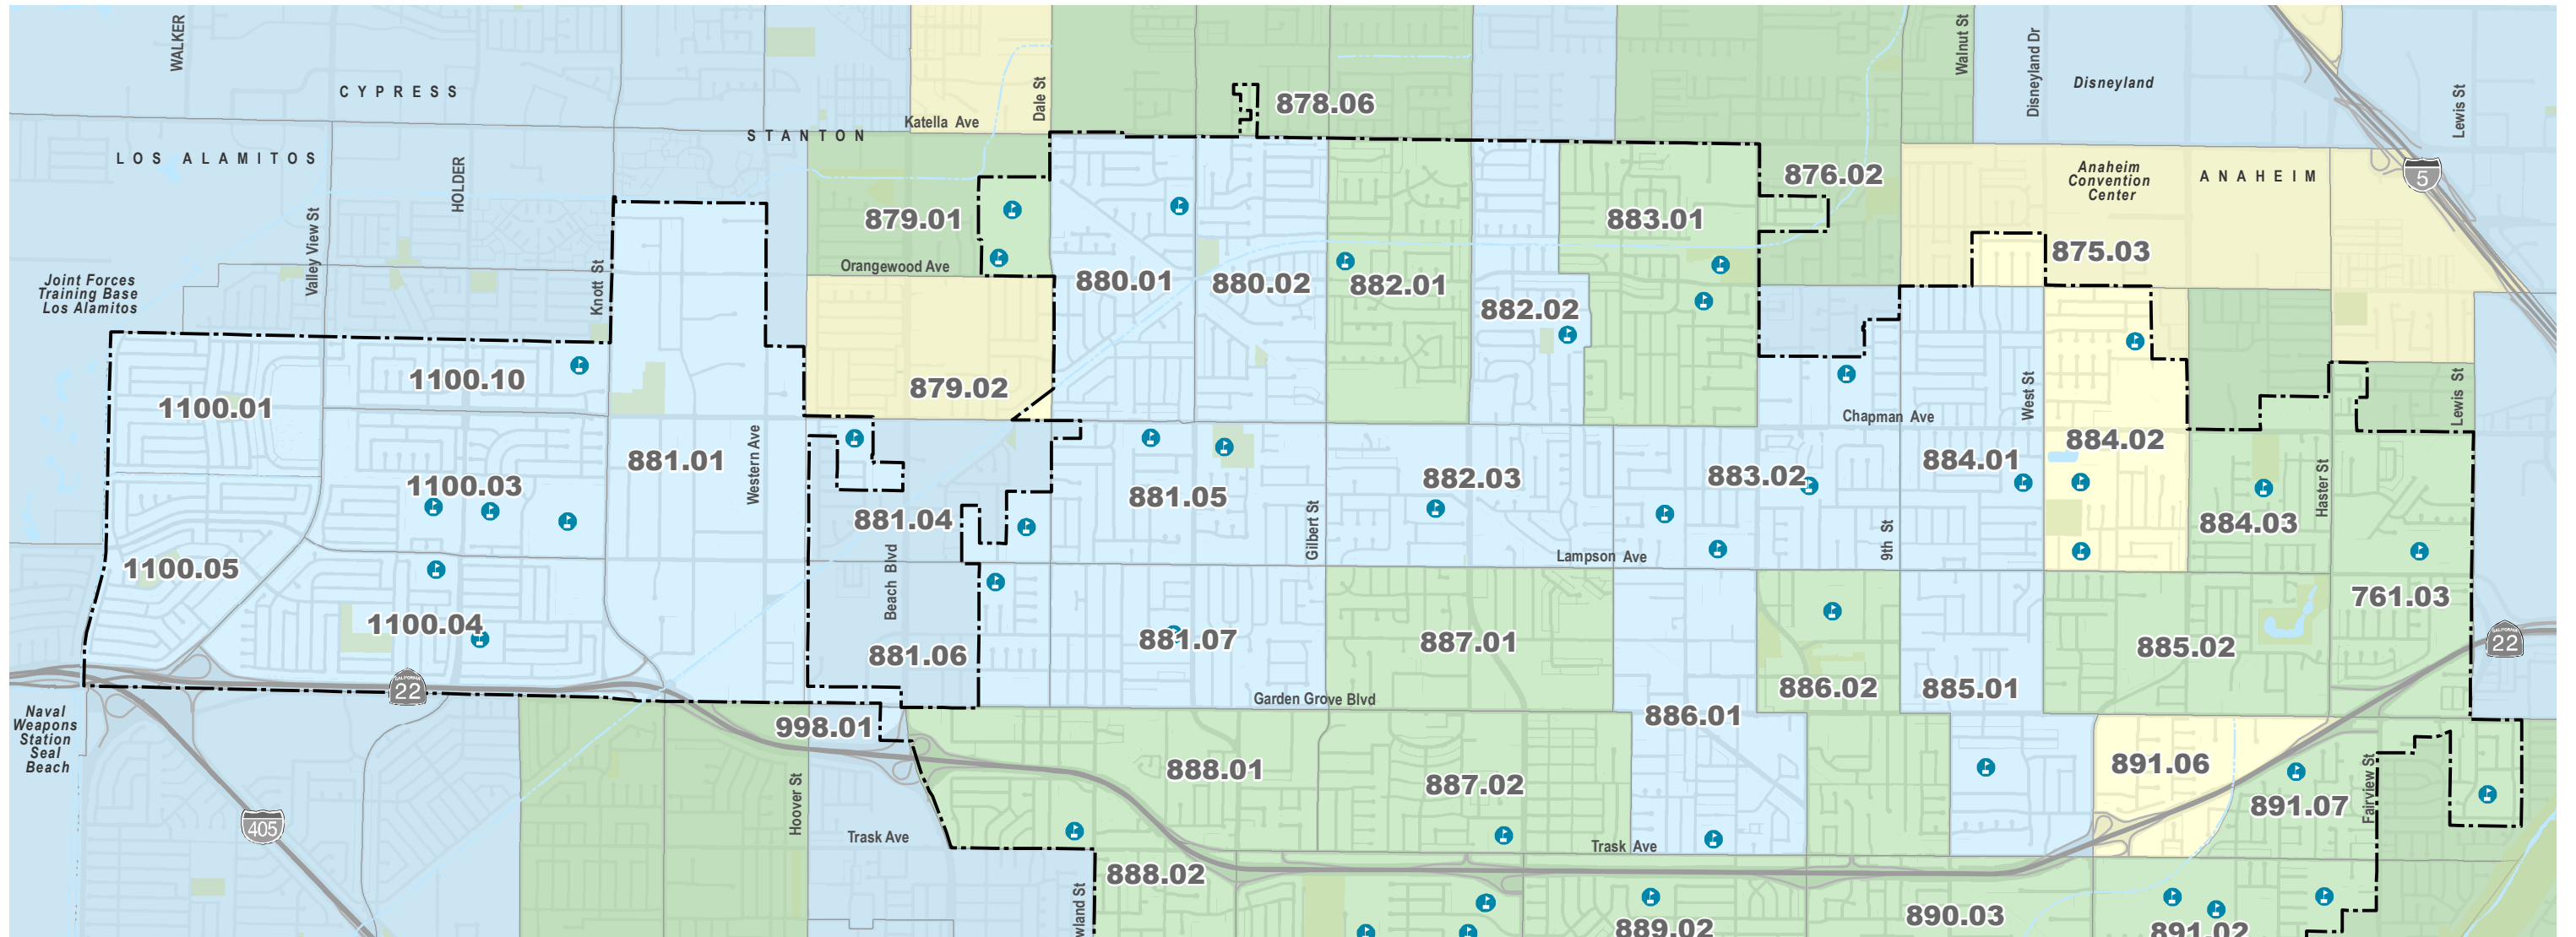 WALKER
CYPRESS
Dale St
Katella Ave
878.06
Walnut St
Disneyland Dr
Disneyland
Lewis St
STANTON
LOS ALAMITOS
HOLDER
876.02
Anaheim
Convention
Center
ANAHEIM
5
879.01
883.01
Valley View St
Knott St
Orangewood Ave
875.03
Joint Forces
Training Base
Los Alamitos
880.01
880.02
882.01
882.02
1100.10
879.02
West St
Lewis St
1100.01
Chapman Ave
884.02
881.01
Western Ave
884.01
1100.03
882.03
883.02
881.05
881.04
Gilbert St
Haster St
884.03
9th St
Lampson Ave
1100.05
Beach Blvd
761.03
1100.04
881.06
881.07
887.01
885.02
22
22
886.02
885.01
Garden Grove Blvd
886.01
Naval
Weapons
Station
Seal
Beach
998.01
888.01
887.02
891.06
Hoover St
891.07
Fairview St
405
Trask Ave
Trask Ave
888.02
wland St
889.02
890.03
891.02